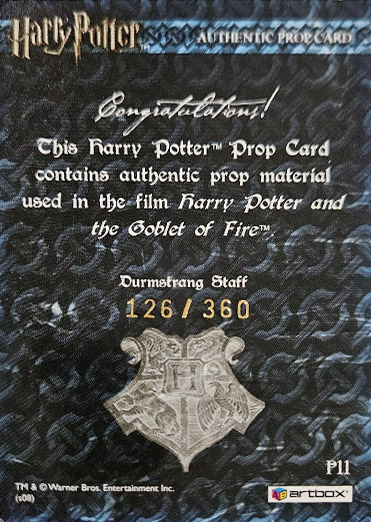 Harry Potter™ AUTHENTIC PROP CARD
Congratulations!
This Harry Potter™ Prop Card
contains authentic prop material
used in the film Harry Potter and
the Goblet of Fire™.
Durmstrang Staff
126/360
H
P11
TM & © Warner Bros. Entertainment Inc.
(s08) artbox®